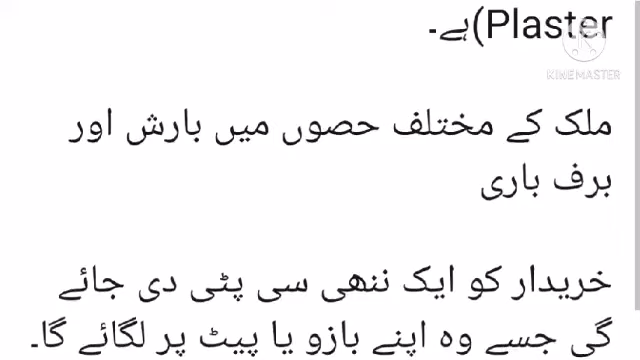 Plaster)ہے۔
KINEMASTER
ملک کے مختلف حصوں میں بارش اور
برف باری
خریدار کو ایک ننھی سی پٹی دی جائے
گی جسے وہ اپنے بازو یا پیٹ پر لگائے گا۔